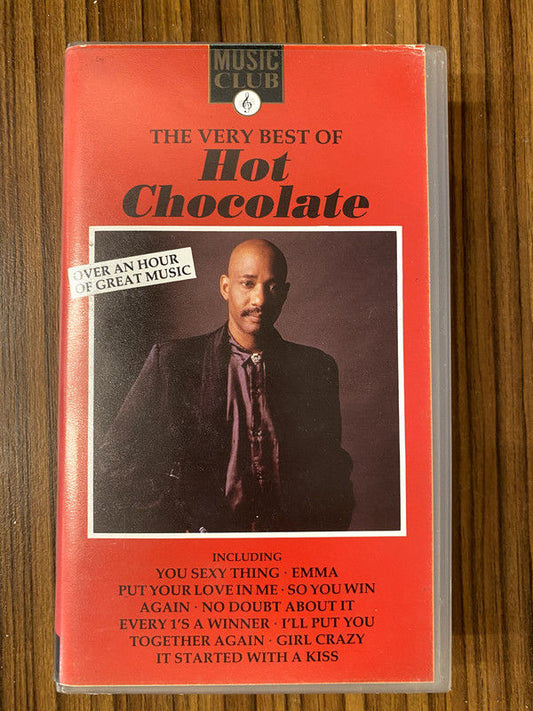 MUSIC
CLUB
THE VERY BEST OF
Hot
Chocolate
OVER AN HOUR
OF GREAT MUSIC
INCLUDING
YOU SEXY THING · EMMA
PUT YOUR LOVE IN ME · SO YOU WIN
AGAIN · NO DOUBT ABOUT IT
EVERY 1'S A WINNER · I'LL PUT YOU
TOGETHER AGAIN · GIRL CRAZY
IT STARTED WITH A KISS